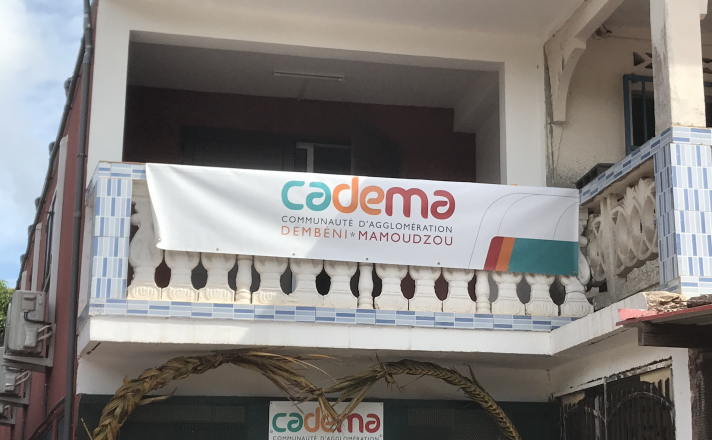 cadema
COMMUNAUTÉ D'AGGLOMÉRATION
DEMBÉNI*MAMOUDZOU
cadema
COMMUNAUTÉ D'AGGLOMÉRATION